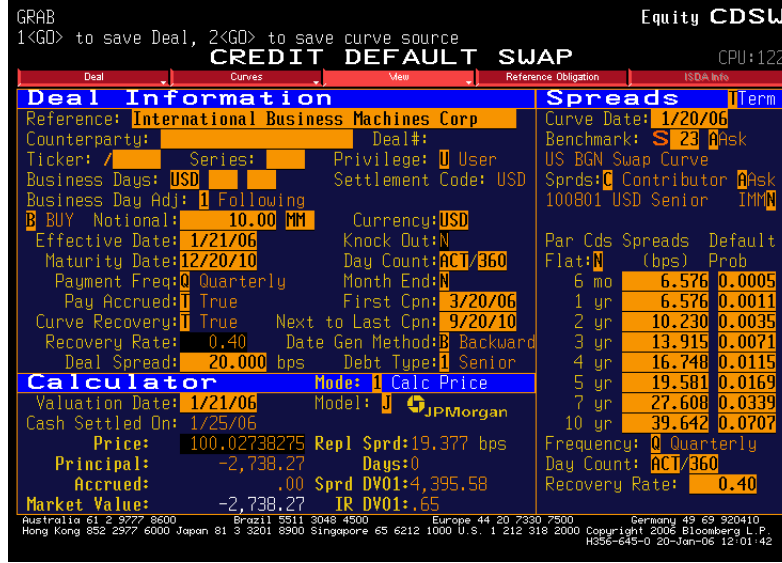 GRAB Equity CDSW
1<GO> to save Deal, 2<GO> to save curve source
CREDIT DEFAULT SWAP CPU:122
Deal Curves View Reference Obligation ISDA Info
Deal Information
Reference: International Business Machines Corp
Counterparty: Deal#:
Ticker: / Series: Privilege: U User
Business Days: USD Settlement Code: USD
Business Day Adj: 1 Following
B BUY Notional: 10.00 MM Currency: USD
Effective Date: 1/21/06 Knock Out: N
Maturity Date: 12/20/10 Day Count: ACT/360
Payment Freq: Q Quarterly Month End: N
Pay Accrued: T True First Cpn: 3/20/06
Curve Recovery: T True Next to Last Cpn: 9/20/10
Recovery Rate: 0.40 Date Gen Method: B Backward
Deal Spread: 20.000 bps Debt Type: 1 Senior
Calculator Mode: 1 Calc Price
Valuation Date: 1/21/06 Model: J JPMorgan
Cash Settled On: 1/25/06
Price: 100.02738275 Repl Sprd: 19.377 bps
Principal: -2,738.27 Days: 0
Accrued: .00 Sprd DV01: 4,395.58
Market Value: -2,738.27 IR DV01: .65
Spreads T Term
Curve Date: 1/20/06
Benchmark: S 23 A Ask
US BGN Swap Curve
Sprds: C Contributor A Ask
100801 USD Senior IMM N
Par Cds Spreads Default
Flat: N (bps) Prob
6 mo 6.576 0.0005
1 yr 6.576 0.0011
2 yr 10.230 0.0035
3 yr 13.915 0.0071
4 yr 16.748 0.0115
5 yr 19.581 0.0169
7 yr 27.608 0.0339
10 yr 39.642 0.0707
Frequency: Q Quarterly
Day Count: ACT/360
Recovery Rate: 0.40
Australia 61 2 9777 8600 Brazil 5511 3048 4500 Europe 44 20 7330 7500 Germany 49 69 920410
Hong Kong 852 2977 6000 Japan 81 3 3201 8900 Singapore 65 6212 1000 U.S. 1 212 318 2000 Copyright 2006 Bloomberg L.P.
H356-645-0 20-Jan-06 12:01:42